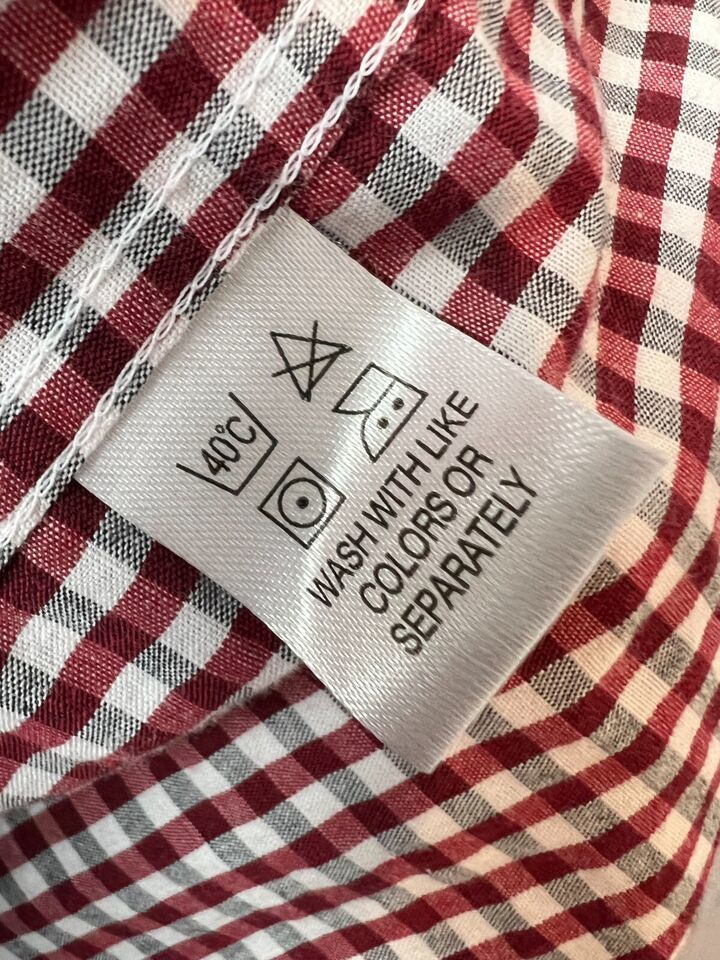 40°C
WASH WITH LIKE
COLORS OR
SEPARATELY